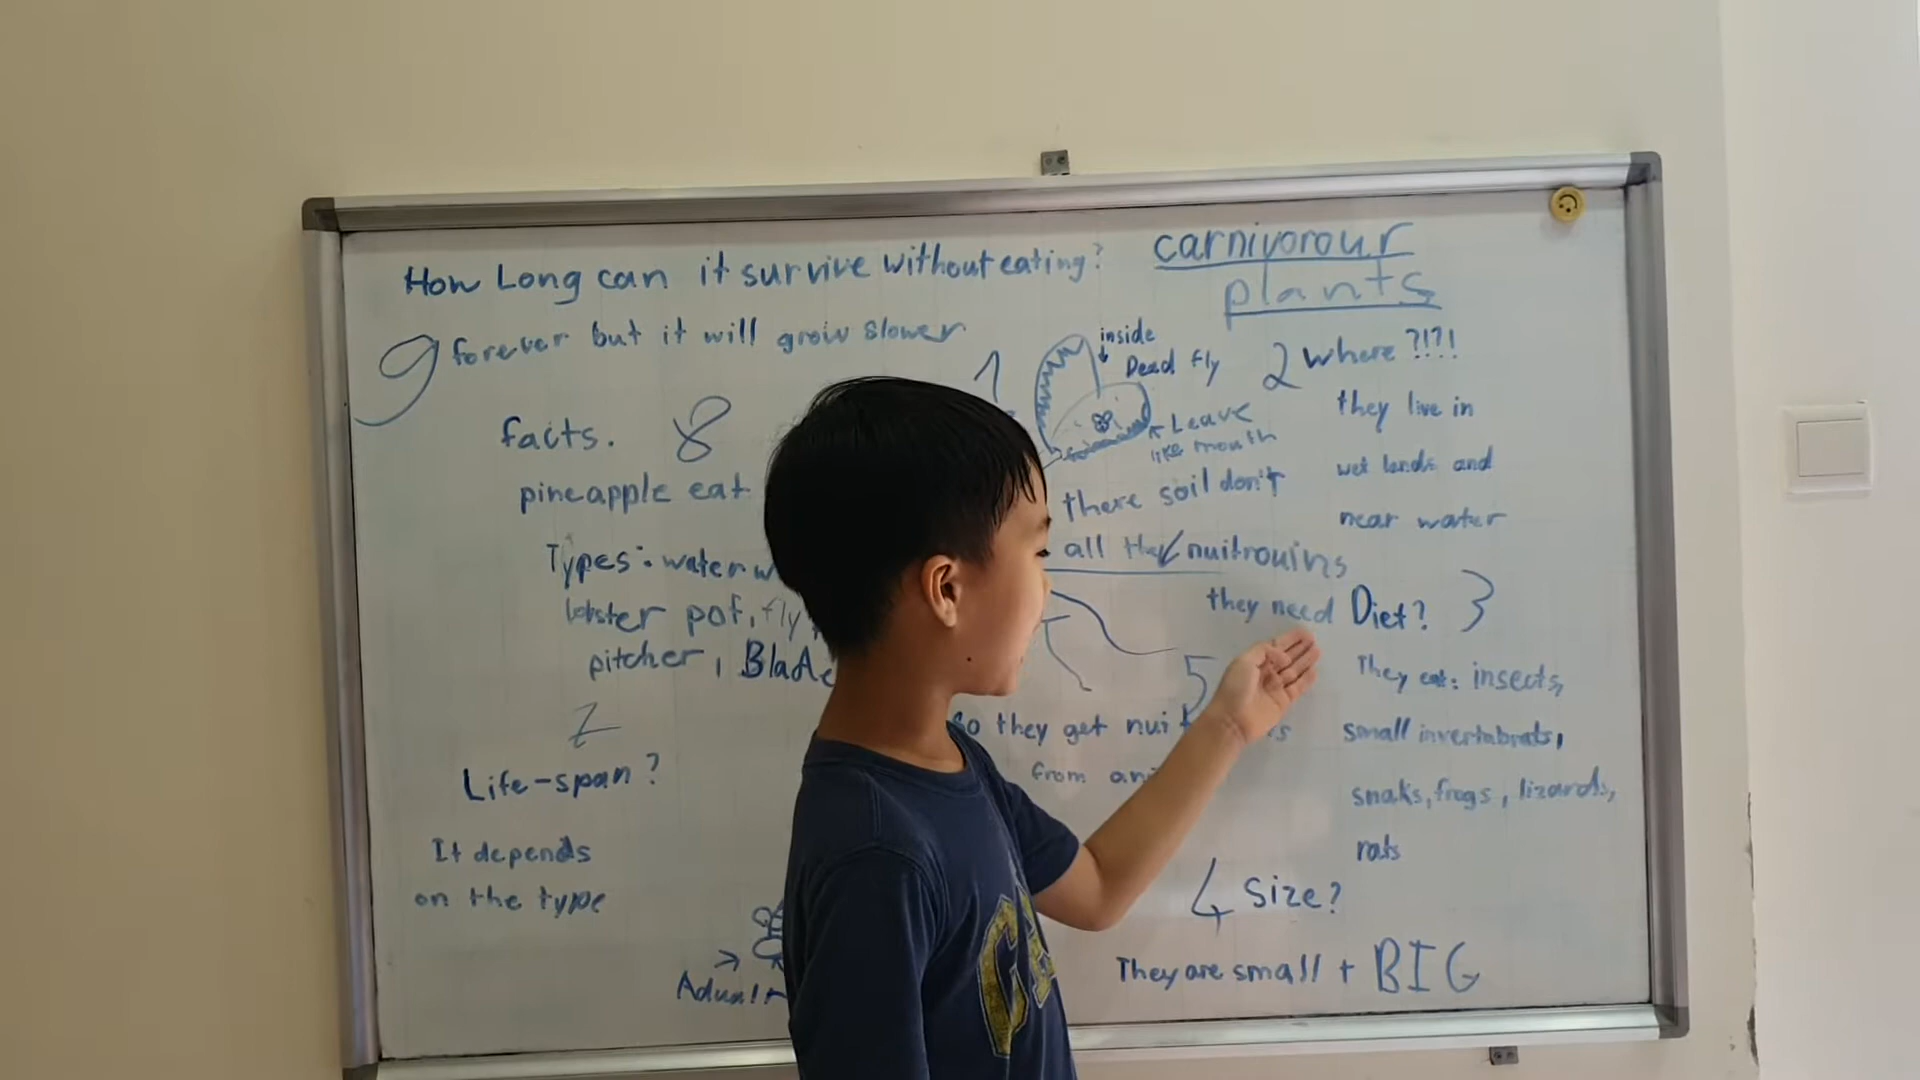 How Long can it survive without eating?
9 forever but it will grow slower
carnivorour
plants
1
inside
Dead fly
Leave
like mouth
2 where ?!?!
they live in
wet lands and
near water
facts. 8
pineapple eat
there soil don't
all the nuitrouins
they need
Types: water w
lobster pot, fly
pitcher, Blade
Diet? 3
They eat: insects,
small invertabrats,
snaks, frogs, lizards,
rats
5
so they get nuit
from ani
7
Life-span?
It depends
on the type
4 Size?
They are small + BIG